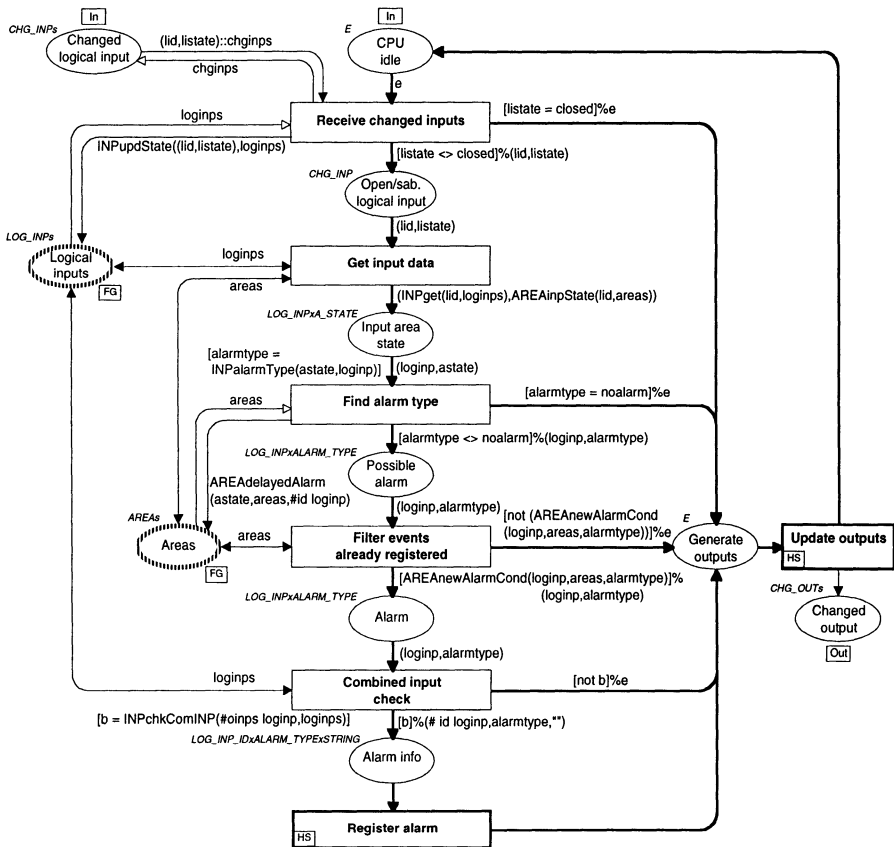 In
In
CHG_INPs
Changed
logical input
(lid,listate)::chginps
chginps
E
CPU
idle
e
loginps
Receive changed inputs
[listate = closed]%e
INPupdState((lid,listate),loginps)
[listate <> closed]%(lid,listate)
CHG_INP
Open/sab.
logical input
(lid,listate)
LOG_INPs
Logical
inputs
FG
loginps
areas
Get input data
(INPget(lid,loginps),AREAinpState(lid,areas))
LOG_INPxA_STATE
Input area
state
[alarmtype =
INPalarmType(astate,loginp)]
(loginp,astate)
areas
Find alarm type
[alarmtype = noalarm]%e
[alarmtype <> noalarm]%(loginp,alarmtype)
LOG_INPxALARM_TYPE
Possible
alarm
AREAdelayedAlarm
(astate,areas,#id loginp)
(loginp,alarmtype)
AREAs
Areas
FG
areas
Filter events
already registered
[not (AREAnewAlarmCond
(loginp,areas,alarmtype))]%e
E
Generate
outputs
Update outputs
HS
[AREAnewAlarmCond(loginp,areas,alarmtype)]%
(loginp,alarmtype)
LOG_INPxALARM_TYPE
Alarm
CHG_OUTs
Changed
output
Out
(loginp,alarmtype)
loginps
Combined input
check
[not b]%e
[b = INPchkComINP(#oinps loginp,loginps)]
[b]%(# id loginp,alarmtype,"")
LOG_INP_IDxALARM_TYPExSTRING
Alarm info
Register alarm
HS